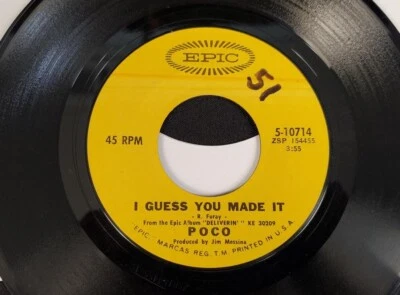 EPIC
51
45 RPM
5-10714
ZSP 154455
3:55
I GUESS YOU MADE IT
- R. Furay -
From the Epic Album "DELIVERIN'" KE 30209
POCO
Produced by Jim Messina
EPIC - MARCAS REG. T.M. PRINTED IN U.S.A.